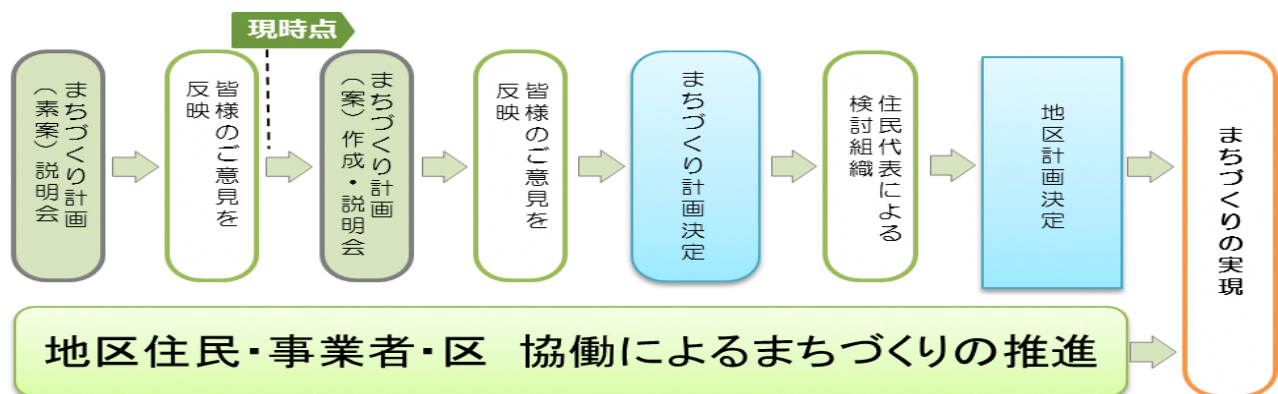 現時点
まちづくり計画
（素案）説明会
皆様のご意見を
反映
まちづくり計画
（案）作成・説明会
皆様のご意見を
反映
まちづくり計画決定
住民代表による
検討組織
地区計画決定
まちづくりの実現
地区住民・事業者・区 協働によるまちづくりの推進